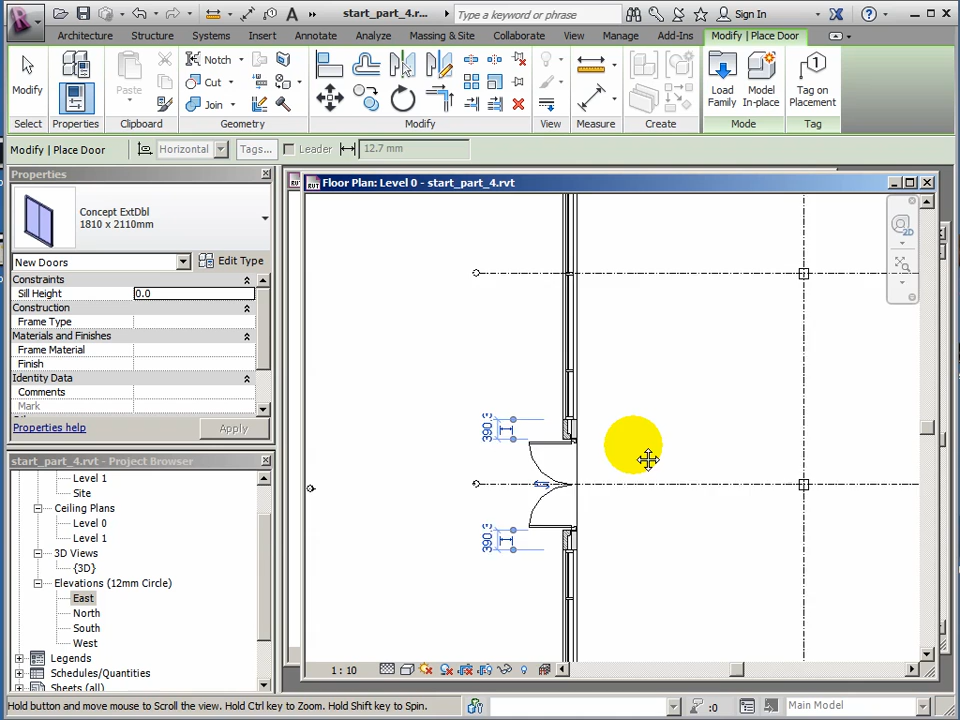 start_part_4.r...
Type a keyword or phrase
Sign In
Architecture
Structure
Systems
Insert
Annotate
Analyze
Massing & Site
Collaborate
View
Manage
Add-Ins
Modify | Place Door
Modify
Paste
Notch
Cut
Join
Load Family
Model In-place
Tag on Placement
Select
Properties
Clipboard
Geometry
Modify
View
Measure
Create
Mode
Tag
Modify | Place Door
Horizontal
Tags...
Leader
12.7 mm
Properties
Concept ExtDbl
1810 x 2110mm
New Doors
Edit Type
Constraints
Sill Height 0.0
Construction
Frame Type
Materials and Finishes
Frame Material
Finish
Identity Data
Comments
Mark
Properties help
Apply
start_part_4.rvt - Project Browser
Level 1
Site
Ceiling Plans
Level 0
Level 1
3D Views
{3D}
Elevations (12mm Circle)
East
North
South
West
Legends
Schedules/Quantities
Sheets (all)
Floor Plan: Level 0 - start_part_4.rvt
2D
390.3
390.3
1 : 10
Hold button and move mouse to Scroll the view. Hold Ctrl key to Zoom. Hold Shift key to Spin.
:0
Main Model